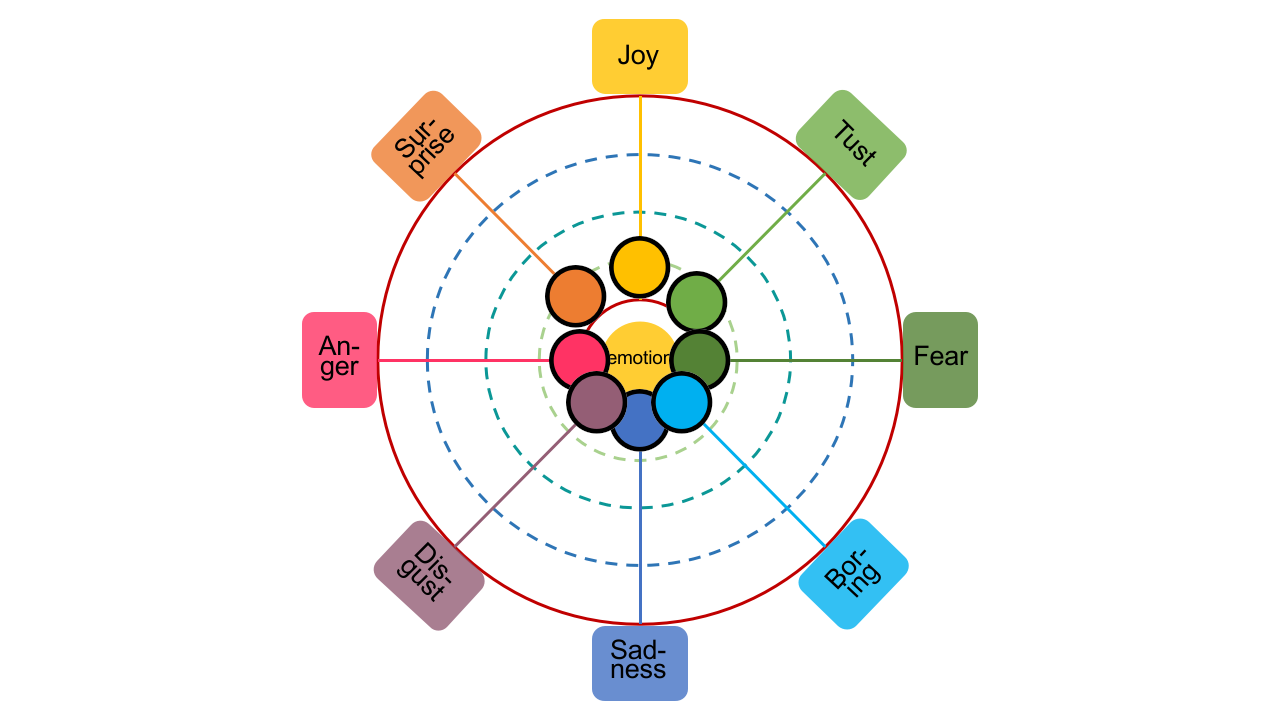 Joy
Sur-
prise
Tust
An-
ger
emotion
Fear
Dis-
gust
Bor-
ing
Sad-
ness